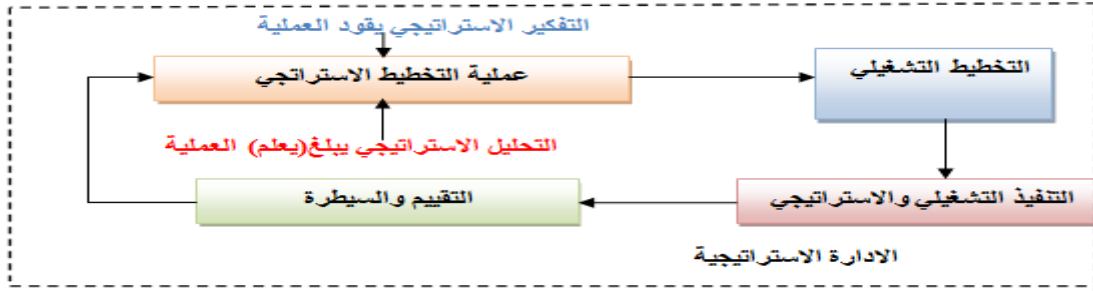 التفكير الاستراتيجي يقود العملية
عملية التخطيط الاستراتجي
التخطيط التشغيلي
التحليل الاستراتيجي يبلغ(يعلم) العملية
التنفيذ التشغيلي والاستراتيجي
التقييم والسيطرة
الادارة الاستراتيجية